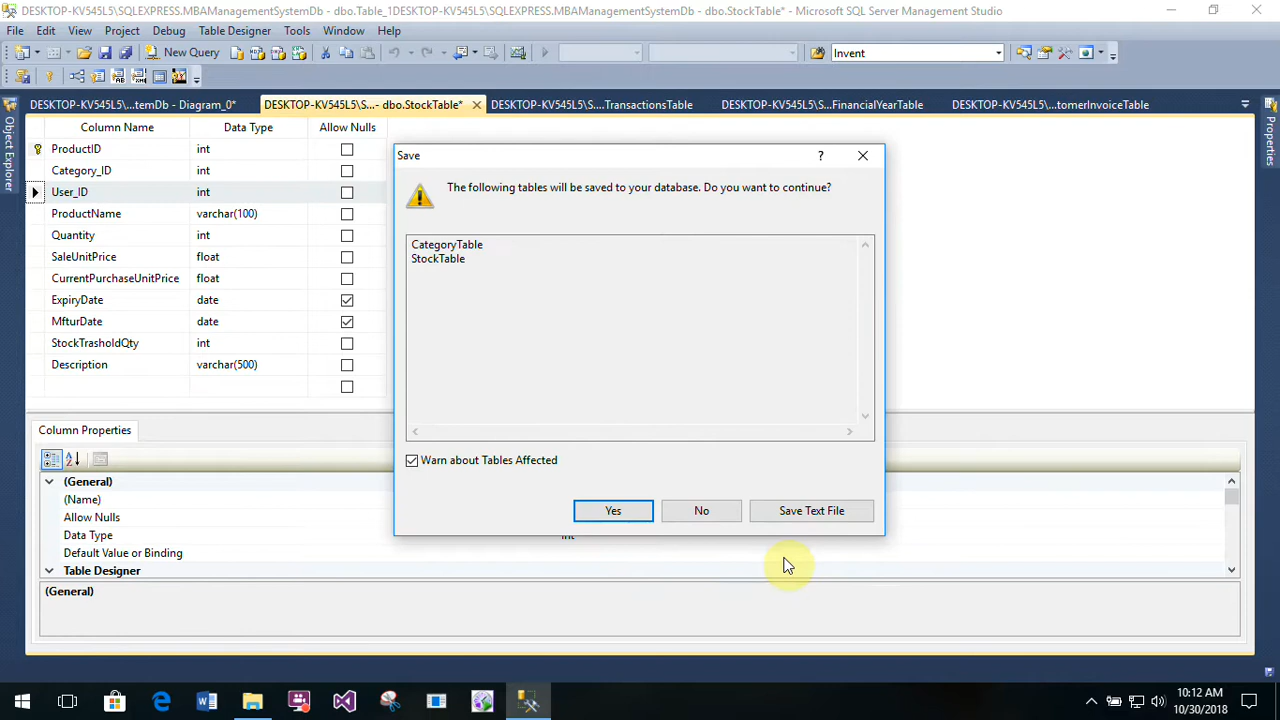 DESKTOP-KV545L5\SQLEXPRESS.MBAManagementSystemDb - dbo.Table_1DESKTOP-KV545L5\SQLEXPRESS.MBAManagementSystemDb - dbo.StockTable* - Microsoft SQL Server Management Studio
File Edit View Project Debug Table Designer Tools Window Help
New Query Invent
DESKTOP-KV545L5\...temDb - Diagram_0* DESKTOP-KV545L5\S...- dbo.StockTable* DESKTOP-KV545L5\S....TransactionsTable DESKTOP-KV545L5\S...FinancialYearTable DESKTOP-KV545L5\...tomerInvoiceTable
Object Explorer
Properties
Column Name Data Type Allow Nulls
ProductID int
Category_ID int
User_ID int
ProductName varchar(100)
Quantity int
SaleUnitPrice float
CurrentPurchaseUnitPrice float
ExpiryDate date
MfturDate date
StockTrasholdQty int
Description varchar(500)
Save ?
The following tables will be saved to your database. Do you want to continue?
CategoryTable
StockTable
Warn about Tables Affected
Yes No Save Text File
Column Properties
(General)
(Name)
Allow Nulls
Data Type int
Default Value or Binding
Table Designer
(General)
10:12 AM
10/30/2018